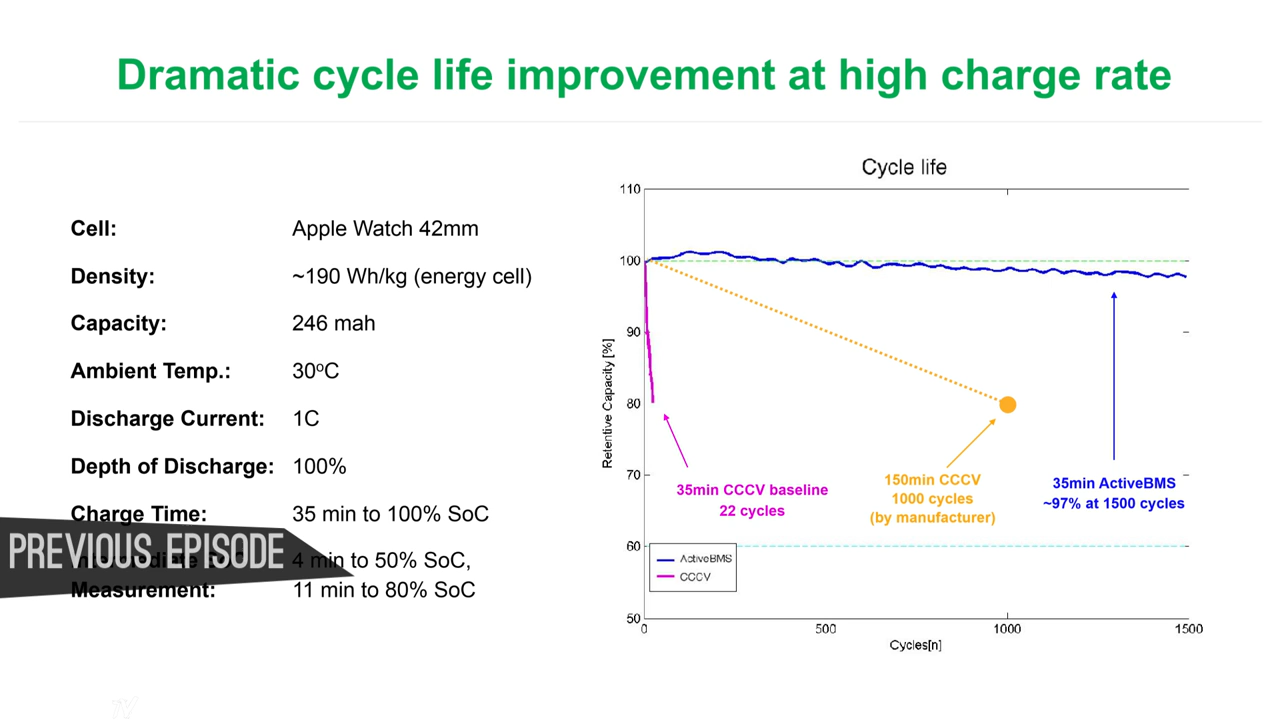 Dramatic cycle life improvement at high charge rate
Cell: Apple Watch 42mm
Density: ~190 Wh/kg (energy cell)
Capacity: 246 mah
Ambient Temp.: 30ºC
Discharge Current: 1C
Depth of Discharge: 100%
Charge Time: 35 min to 100% SoC
4 min to 50% SoC,
Measurement: 11 min to 80% SoC
PREVIOUS EPISODE
Cycle life
110
100
90
80
70
60
50
Retentive Capacity [%]
0 500 1000 1500
Cycles[n]
35min CCCV baseline
22 cycles
150min CCCV
1000 cycles
(by manufacturer)
35min ActiveBMS
~97% at 1500 cycles
ActiveBMS
CCCV